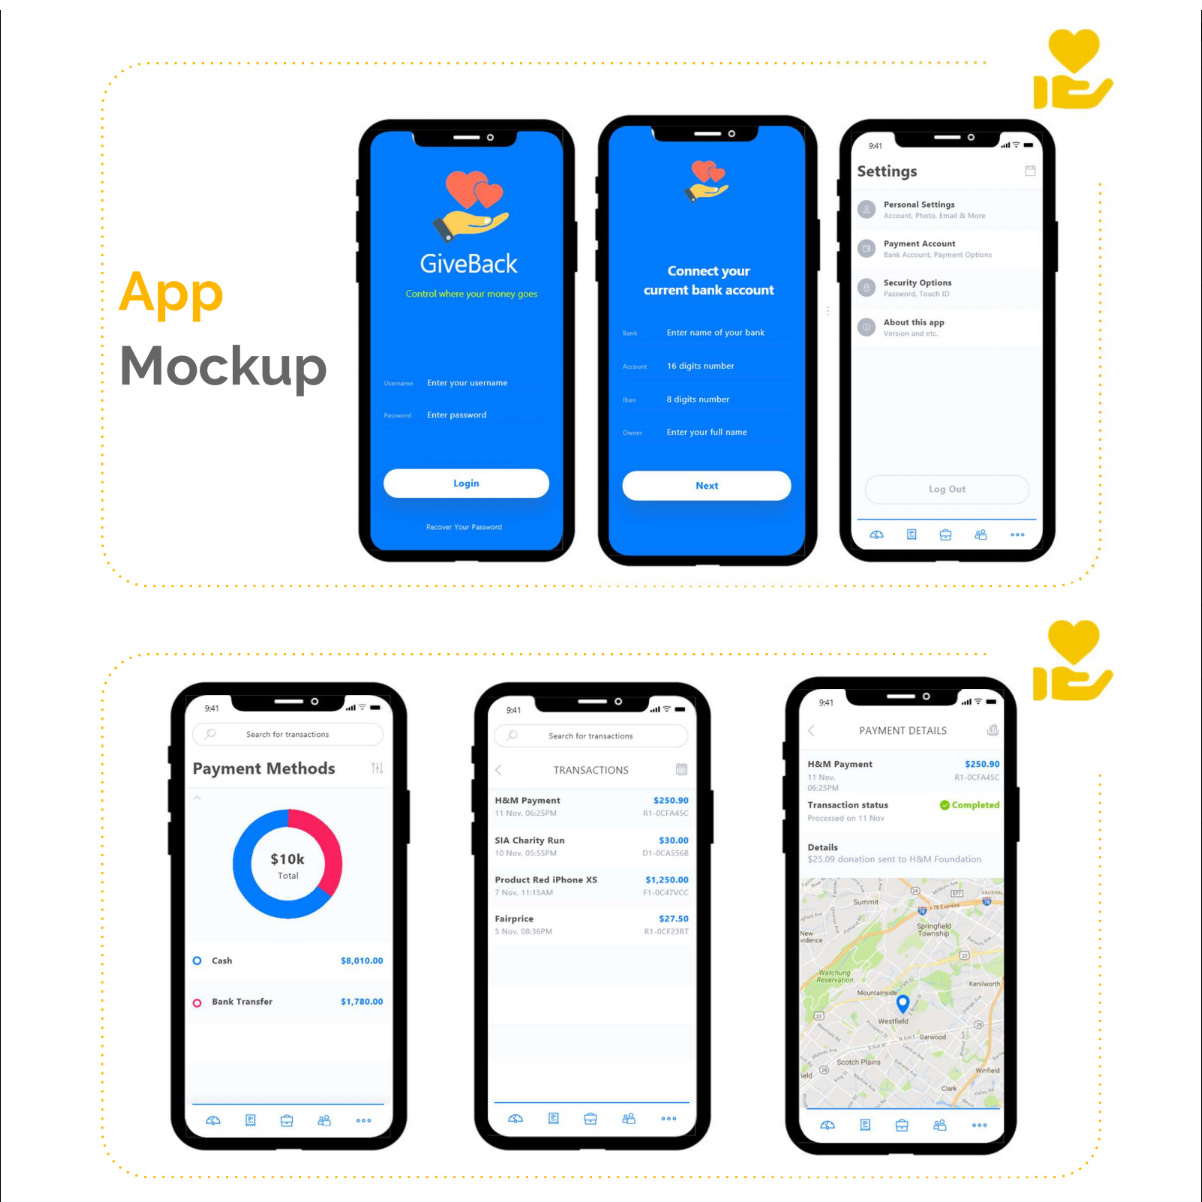 App
Mockup
GiveBack
Control where your money goes
Username Enter your username
Password Enter password
Login
Recover Your Password
Connect your
current bank account
Bank Enter name of your bank
Account 16 digits number
Iban 8 digits number
Owner Enter your full name
Next
9:41
Settings
Personal Settings
Account, Photo, Email & More
Payment Account
Bank Account, Payment Options
Security Options
Password, Touch ID
About this app
Version and etc.
Log Out
9:41
Search for transactions
Payment Methods
$10k
Total
Cash $8,010.00
Bank Transfer $1,780.00
9:41
Search for transactions
TRANSACTIONS
H&M Payment $250.90
11 Nov. 06:25PM R1-0CFA45C
SIA Charity Run $30.00
10 Nov. 05:55PM D1-0CA556B
Product Red iPhone XS $1,250.00
7 Nov, 11:15AM F1-0C47VCC
Fairprice $27.50
5 Nov, 08:36PM R1-0CF23RT
9:41
PAYMENT DETAILS
H&M Payment $250.90
11 Nov. R1-0CFA45C
06:25PM
Transaction status Completed
Processed on 11 Nov
Details
$25.09 donation sent to H&M Foundation
Summit
Springfield
Township
New
vidence
Watchung
Reservation
Kenilworth
Mountainside
Westfield
Garwood
Scotch Plains
Winfield
Clark